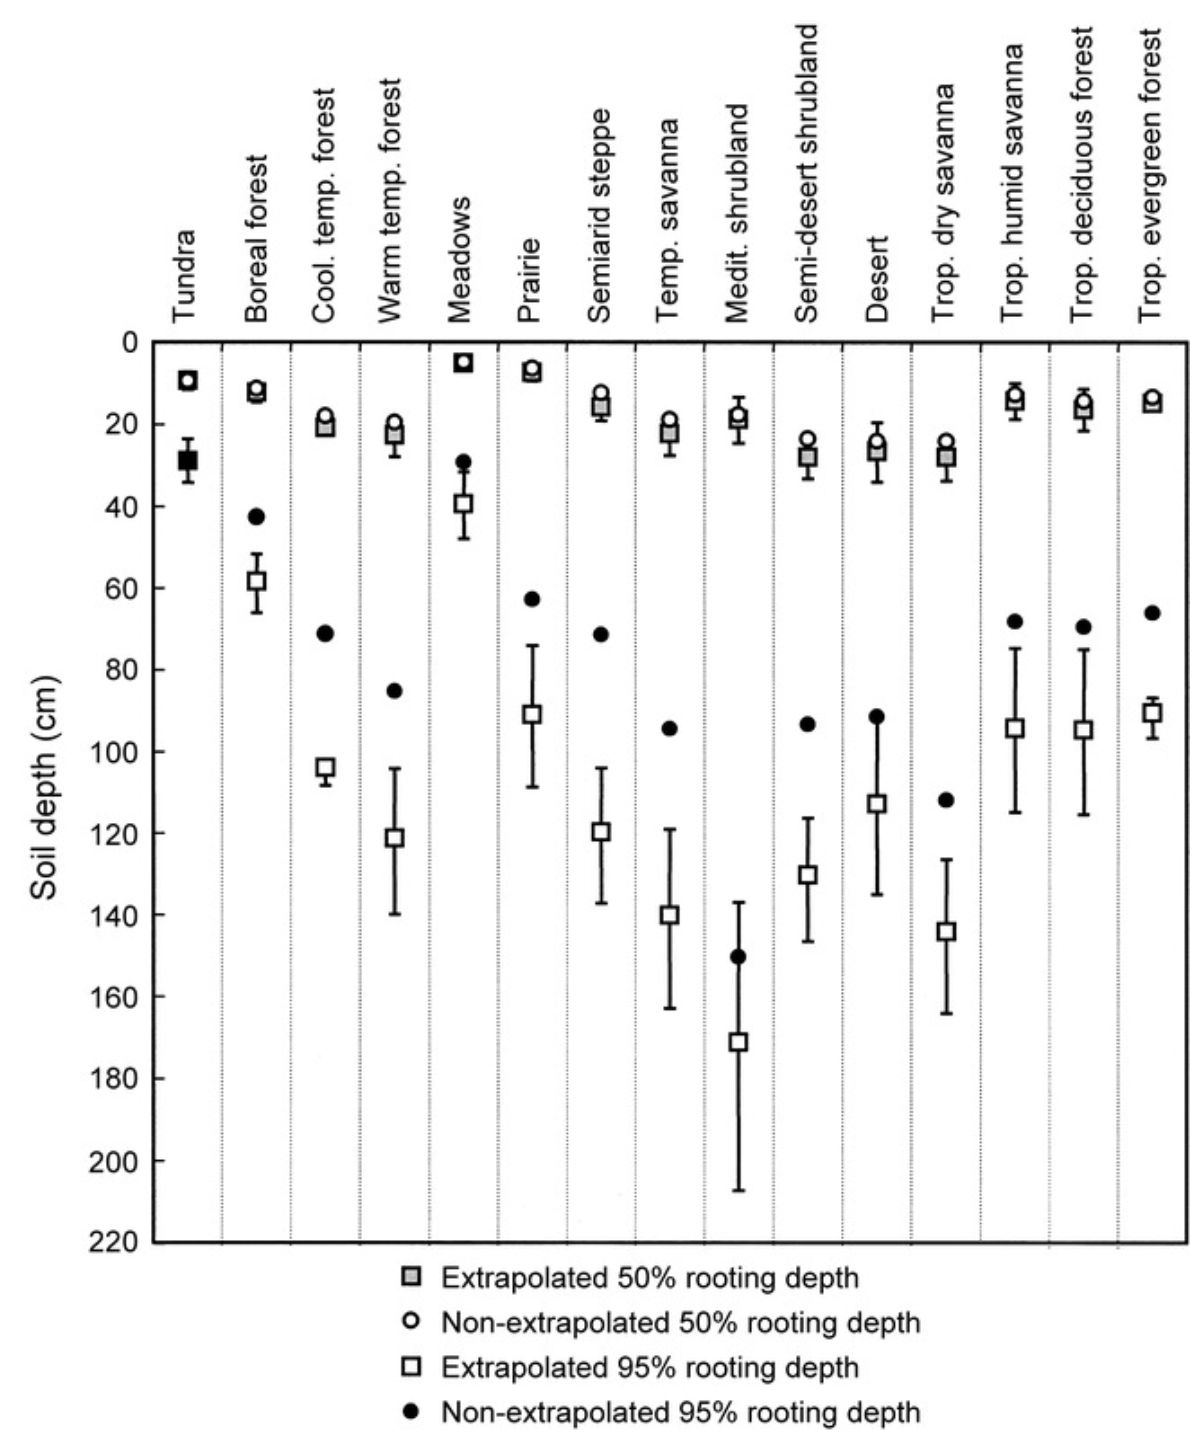 Tundra
Boreal forest
Cool. temp. forest
Warm temp. forest
Meadows
Prairie
Semiarid steppe
Temp. savanna
Medit. shrubland
Semi-desert shrubland
Desert
Trop. dry savanna
Trop. humid savanna
Trop. deciduous forest
Trop. evergreen forest
Soil depth (cm)
0
20
40
60
80
100
120
140
160
180
200
220
Extrapolated 50% rooting depth
Non-extrapolated 50% rooting depth
Extrapolated 95% rooting depth
Non-extrapolated 95% rooting depth